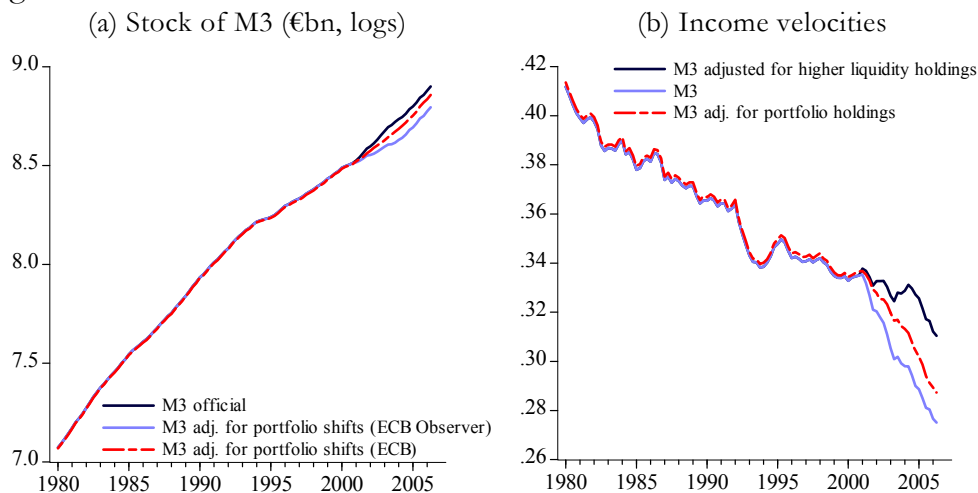 (a) Stock of M3 (€bn, logs)
9.0
8.5
8.0
7.5
7.0
M3 official
M3 adj. for portfolio shifts (ECB Observer)
M3 adj. for portfolio shifts (ECB)
1980 1985 1990 1995 2000 2005
(b) Income velocities
.42
.40
.38
.36
.34
.32
.30
.28
.26
M3 adjusted for higher liquidity holdings
M3
M3 adj. for portfolio holdings
1980 1985 1990 1995 2000 2005